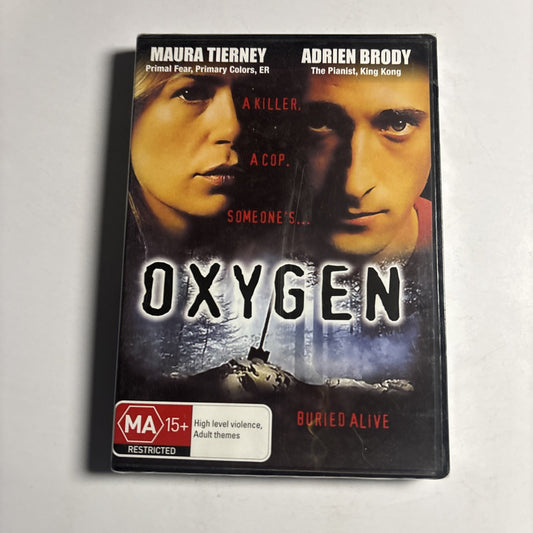 MAURA TIERNEY
Primal Fear, Primary Colors, ER
ADRIEN BRODY
The Pianist, King Kong
A KILLER.
A COP.
SOMEONE'S...
OXYGEN
BURIED ALIVE
MA 15+
RESTRICTED
High level violence,
Adult themes